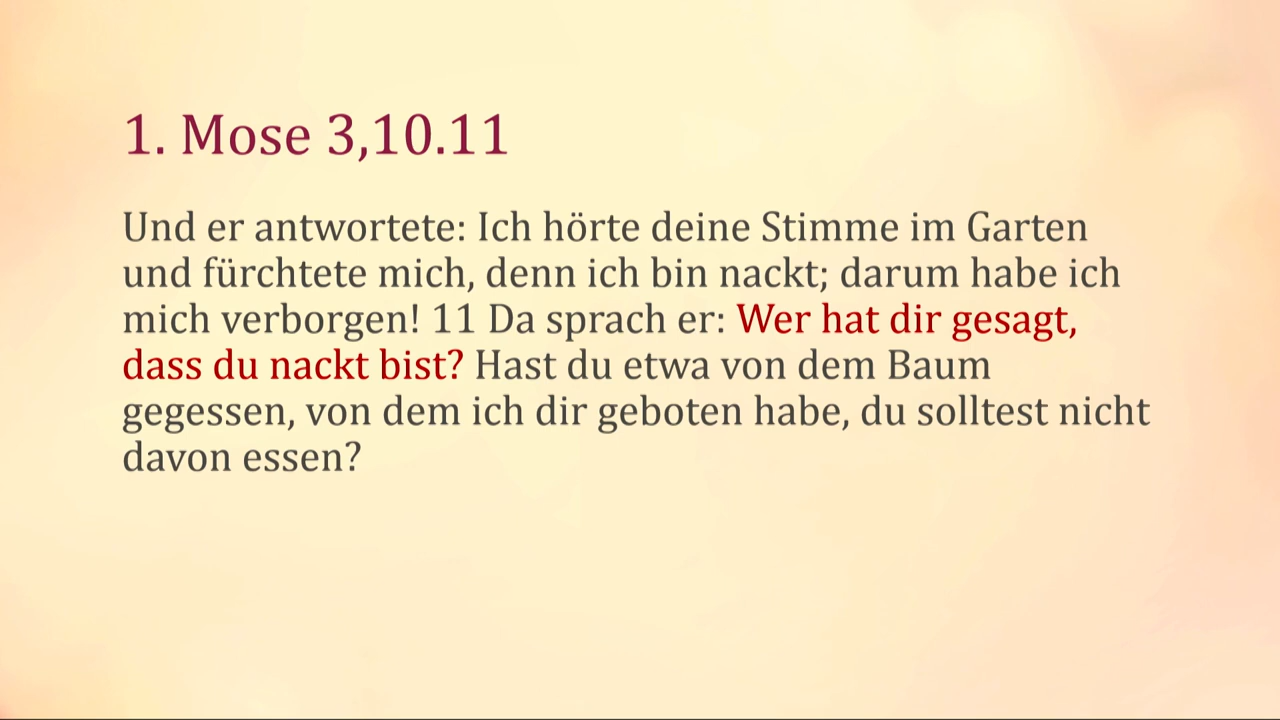 1. Mose 3,10.11
Und er antwortete: Ich hörte deine Stimme im Garten
und fürchtete mich, denn ich bin nackt; darum habe ich
mich verborgen! 11 Da sprach er: Wer hat dir gesagt,
dass du nackt bist? Hast du etwa von dem Baum
gegessen, von dem ich dir geboten habe, du solltest nicht
davon essen?